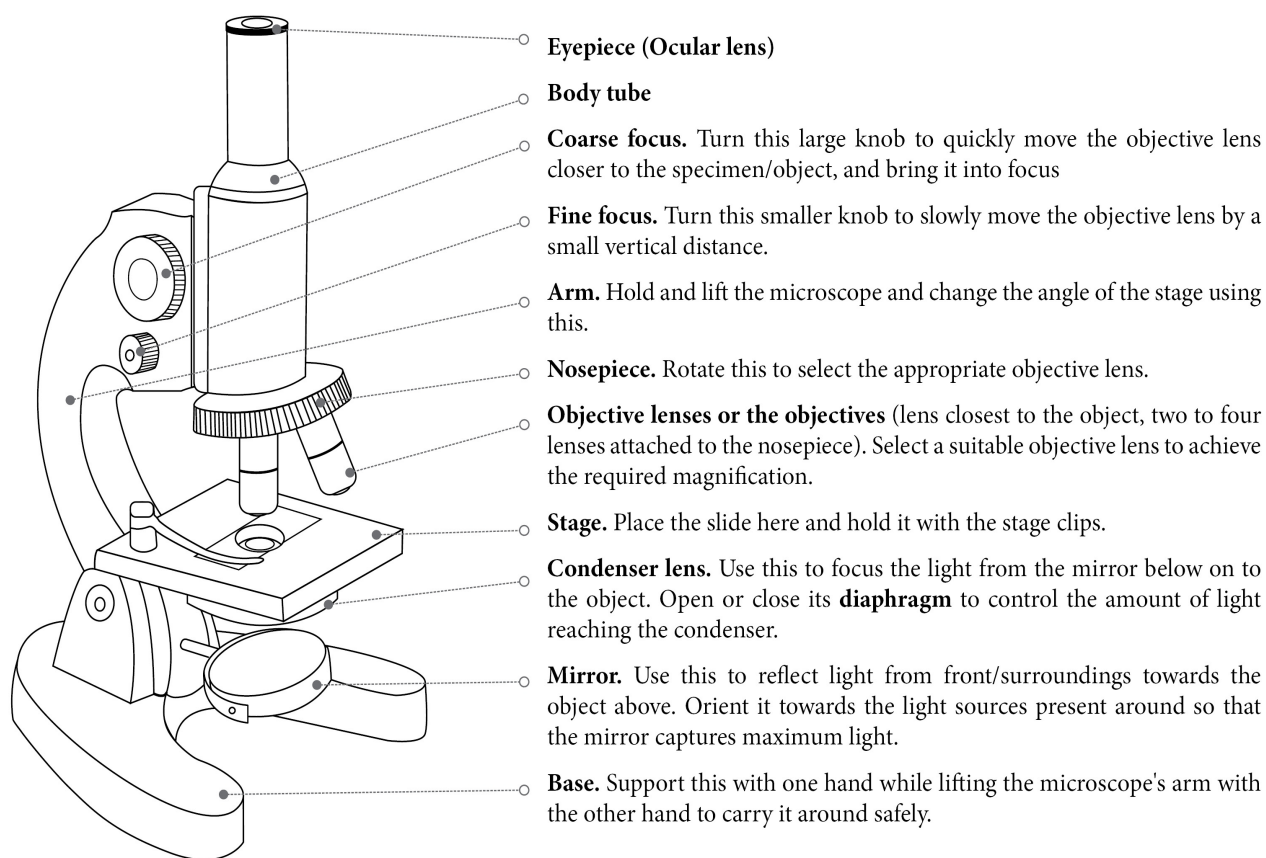 Eyepiece (Ocular lens)
Body tube
Coarse focus. Turn this large knob to quickly move the objective lens
closer to the specimen/object, and bring it into focus
Fine focus. Turn this smaller knob to slowly move the objective lens by a
small vertical distance.
Arm. Hold and lift the microscope and change the angle of the stage using
this.
Nosepiece. Rotate this to select the appropriate objective lens.
Objective lenses or the objectives (lens closest to the object, two to four
lenses attached to the nosepiece). Select a suitable objective lens to achieve
the required magnification.
Stage. Place the slide here and hold it with the stage clips.
Condenser lens. Use this to focus the light from the mirror below on to
the object. Open or close its diaphragm to control the amount of light
reaching the condenser.
Mirror. Use this to reflect light from front/surroundings towards the
object above. Orient it towards the light sources present around so that
the mirror captures maximum light.
Base. Support this with one hand while lifting the microscope's arm with
the other hand to carry it around safely.